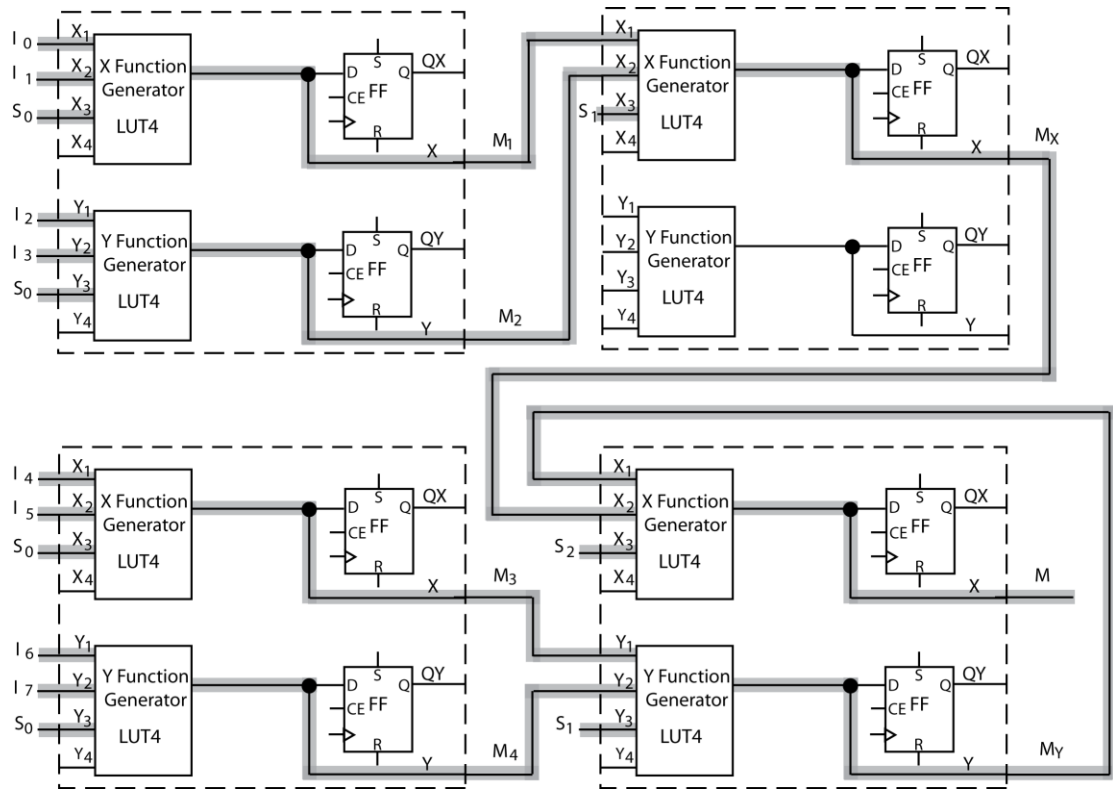 I0
X1
I1
X2
S0
X3
X4
X Function
Generator
LUT4
S
D
Q
QX
CE
FF
R
X
M1
I2
Y1
I3
Y2
S0
Y3
Y4
Y Function
Generator
LUT4
S
D
Q
QY
CE
FF
R
Y
M2
X1
X2
S1
X3
X4
X Function
Generator
LUT4
S
D
Q
QX
CE
FF
R
X
MX
Y1
Y2
Y3
Y4
Y Function
Generator
LUT4
S
D
Q
QY
CE
FF
R
Y
I4
X1
I5
X2
S0
X3
X4
X Function
Generator
LUT4
S
D
Q
QX
CE
FF
R
X
M3
I6
Y1
I7
Y2
S0
Y3
Y4
Y Function
Generator
LUT4
S
D
Q
QY
CE
FF
R
Y
M4
X1
X2
S2
X3
X4
X Function
Generator
LUT4
S
D
Q
QX
CE
FF
R
X
M
Y1
Y2
S1
Y3
Y4
Y Function
Generator
LUT4
S
D
Q
QY
CE
FF
R
Y
MY